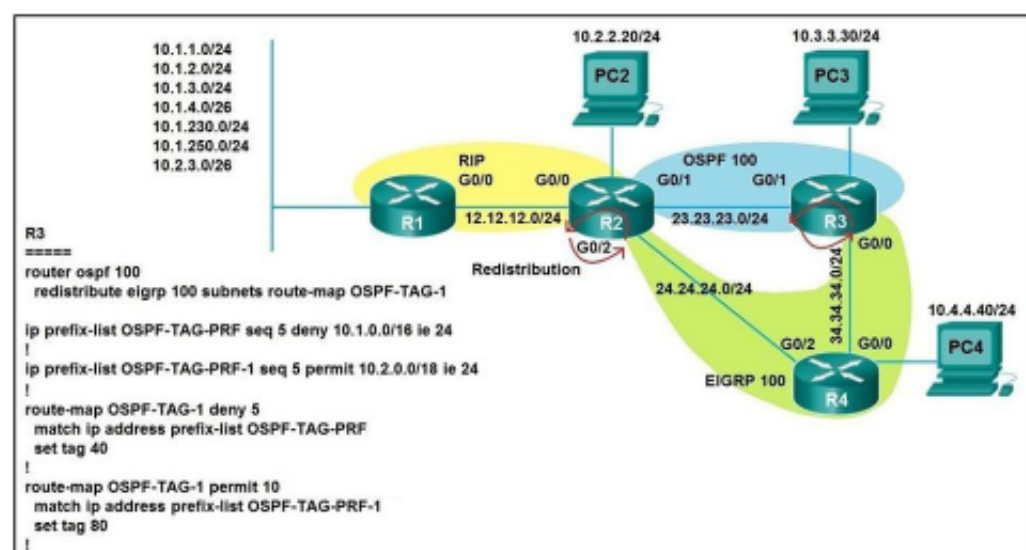 10.1.1.0/24
10.1.2.0/24
10.1.3.0/24
10.1.4.0/26
10.1.230.0/24
10.1.250.0/24
10.2.3.0/26
10.2.2.20/24
PC2
10.3.3.30/24
PC3
RIP
G0/0
G0/0
OSPF 100
G0/1
G0/1
R1
12.12.12.0/24
R2
23.23.23.0/24
R3
G0/2
G0/0
Redistribution
24.24.24.0/24
34.34.34.0/24
10.4.4.40/24
PC4
G0/2
G0/0
EIGRP 100
R4
R3
=====
router ospf 100
redistribute eigrp 100 subnets route-map OSPF-TAG-1
ip prefix-list OSPF-TAG-PRF seq 5 deny 10.1.0.0/16 ie 24
!
ip prefix-list OSPF-TAG-PRF-1 seq 5 permit 10.2.0.0/18 ie 24
!
route-map OSPF-TAG-1 deny 5
match ip address prefix-list OSPF-TAG-PRF
set tag 40
!
route-map OSPF-TAG-1 permit 10
match ip address prefix-list OSPF-TAG-PRF-1
set tag 80
!